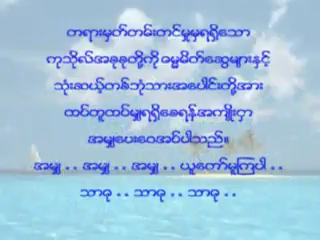 တရားမှတ်တမ်းတင်မှုမှရရှိသော
ကုသိုလ်အစုစုတို့ကို ဓမ္မမိတ်ဆွေများနှင့်
သုံးဆယ့်တစ်ဘုံသားအပေါင်းတို့အား
ထပ်တူထပ်မျှရရှိစေရန်အကျိုးငှာ
အမျှပေးဝေအပ်ပါသည်။
အမျှ . . အမျှ . . အမျှ . . ယူတော်မူကြပါ . .
သာဓု . . သာဓု . . သာဓု . .